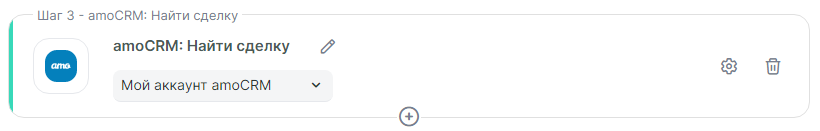 Шаг 3 - amoCRM: Найти сделку
amoCRM: Найти сделку
amo.
Мой аккаунт amoCRM